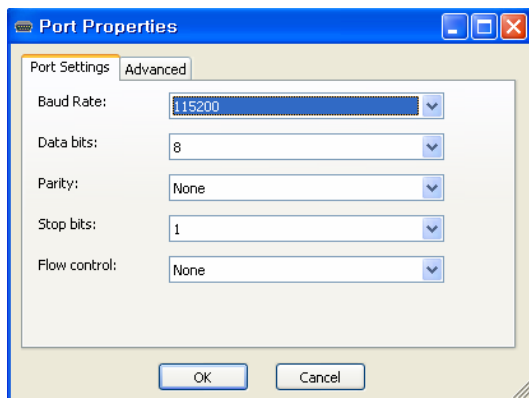 Port Properties
Port Settings Advanced
Baud Rate: 115200
Data bits: 8
Parity: None
Stop bits: 1
Flow control: None
OK Cancel